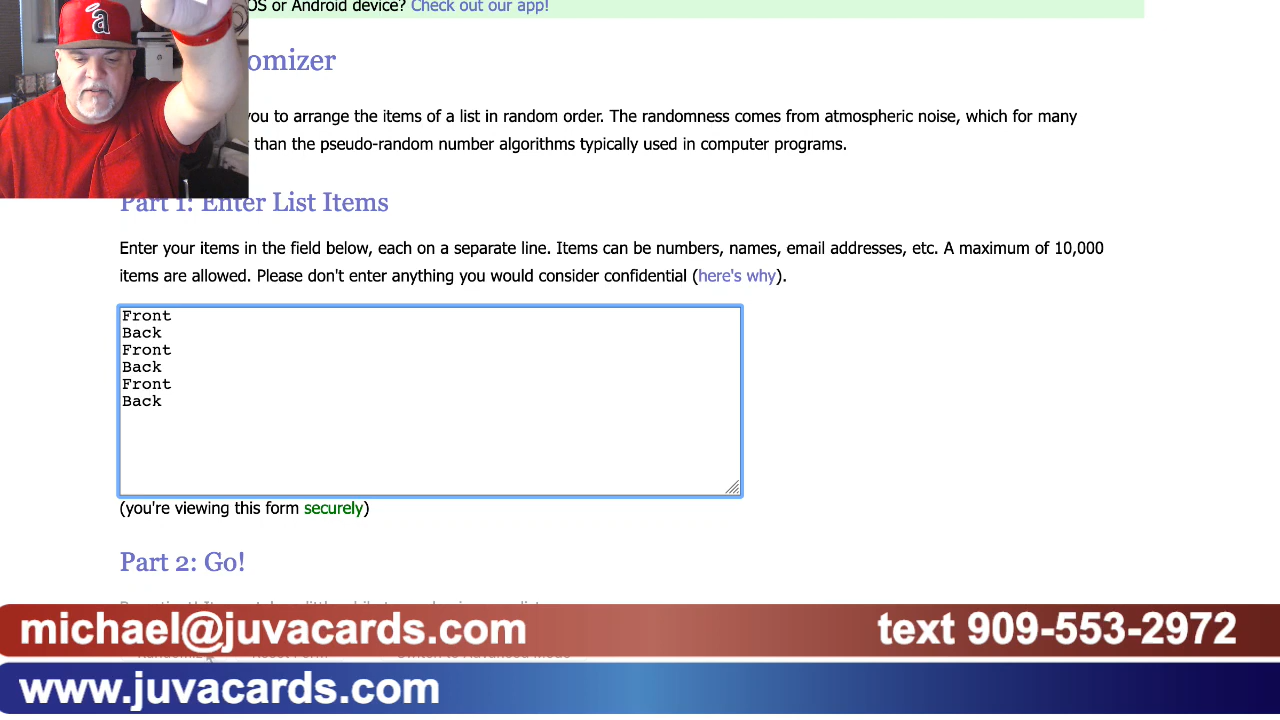 OS or Android device? Check out our app!
omizer
you to arrange the items of a list in random order. The randomness comes from atmospheric noise, which for many
than the pseudo-random number algorithms typically used in computer programs.
Part 1: Enter List Items
Enter your items in the field below, each on a separate line. Items can be numbers, names, email addresses, etc. A maximum of 10,000
items are allowed. Please don't enter anything you would consider confidential (here's why).
Front
Back
Front
Back
Front
Back
(you're viewing this form securely)
Part 2: Go!
michael@juvacards.com
text 909-553-2972
www.juvacards.com